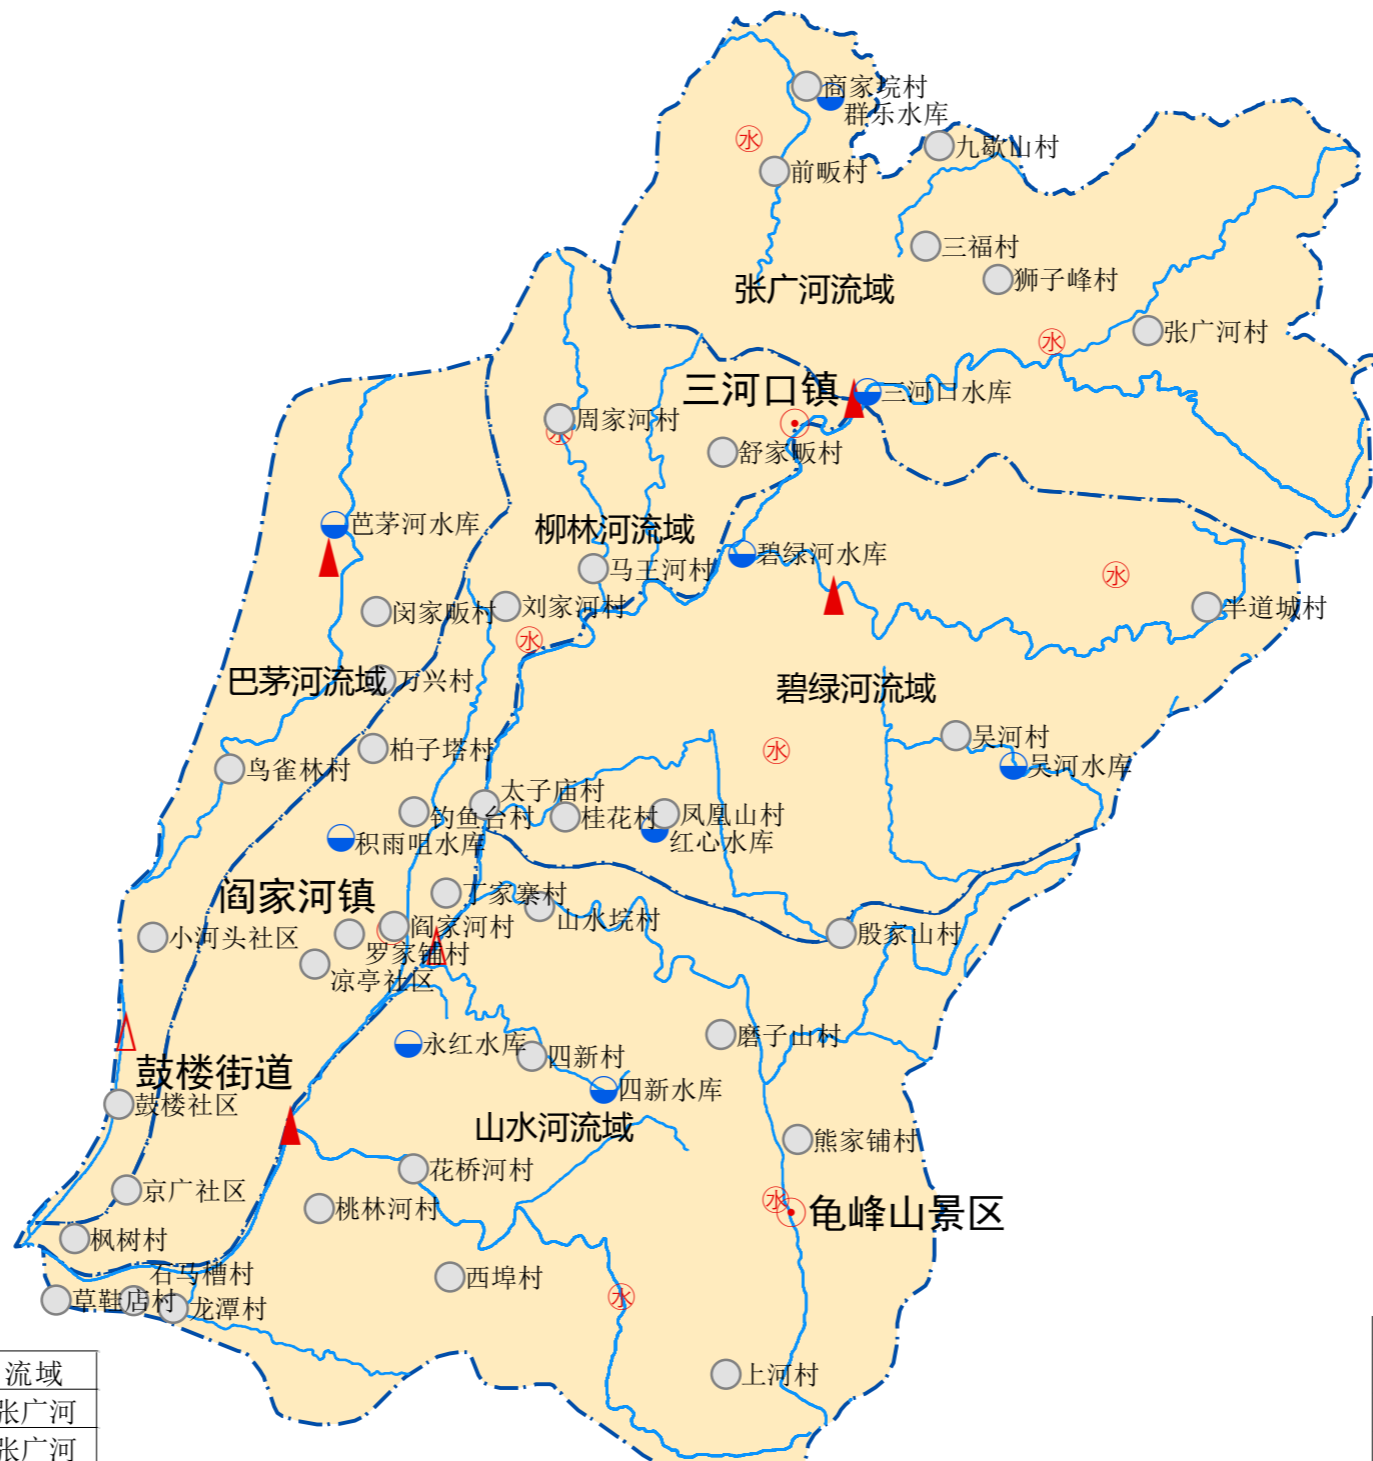 商家垸村
群乐水库
水
九歇山村
前畈村
三福村
狮子峰村
张广河流域
张广河村
水
三河口镇
三河口水库
周家河村
水
舒家畈村
芭茅河水库
柳林河流域
碧绿河水库
马王河村
水
闵家畈村
刘家河村
半道城村
水
巴茅河流域
万兴村
碧绿河流域
柏子塔村
吴河村
水
鸟雀林村
吴河水库
太子庙村
钓鱼台村
桂花村
凤凰山村
积雨咀水库
红心水库
阎家河镇
丁家寨村
山水垸村
小河头社区
阎家河村
殷家山村
罗家铺村
凉亭社区
永红水库
四新村
磨子山村
鼓楼街道
四新水库
鼓楼社区
山水河流域
熊家铺村
花桥河村
京广社区
桃林河村
水
龟峰山景区
枫树村
石马槽村
西埠村
草鞋店村
龙潭村
水
上河村
流域
张广河
张广河